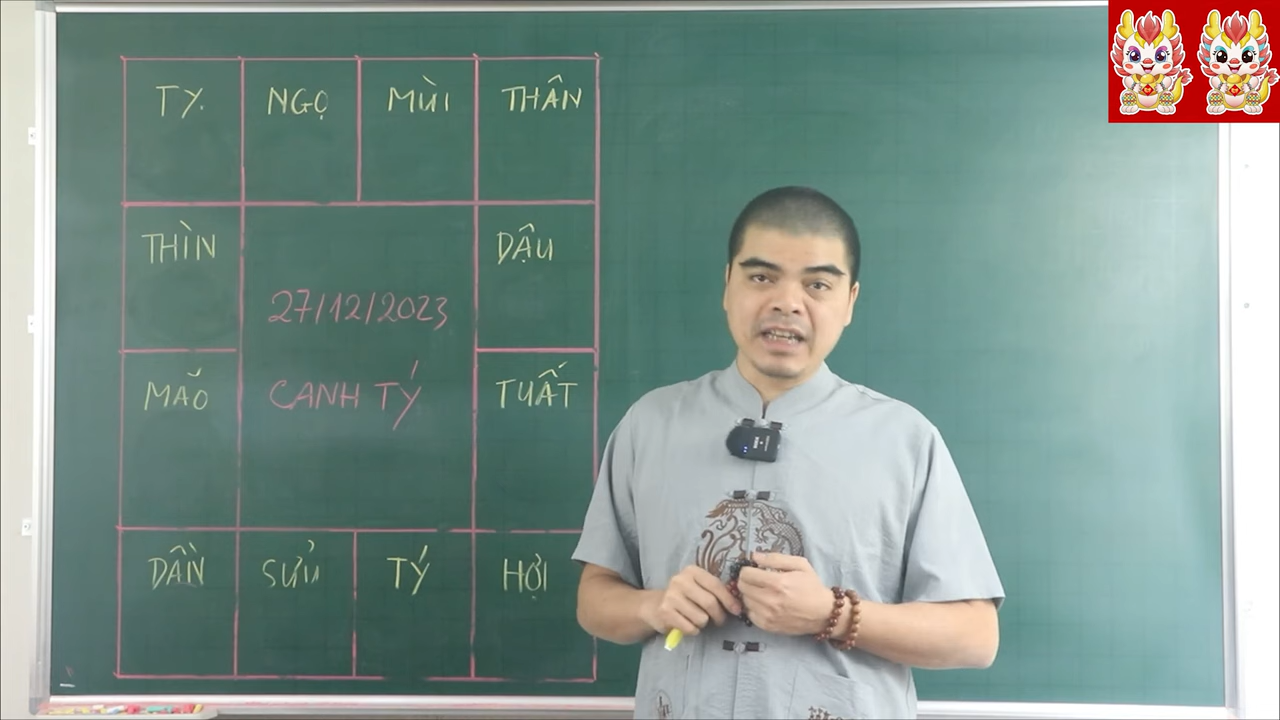 TỴ. NGỌ MÙI THÂN
THÌN DẬU
27/12/2023
MÃO CANH TÝ TUẤT
DẦN SỬU TÝ HỢI